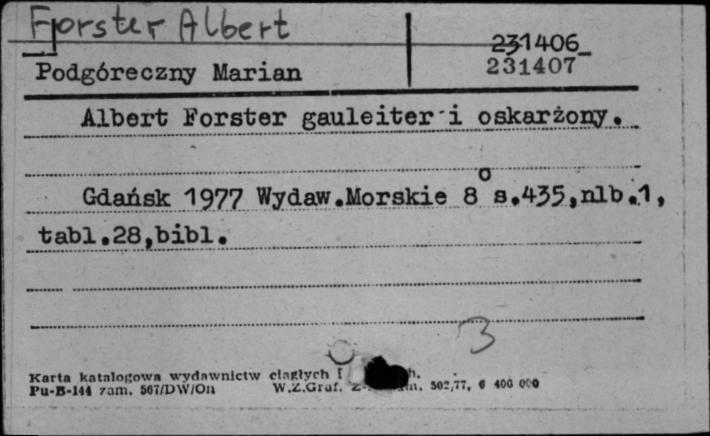 Forster Albert
231406
Podgóreczny Marian 231407
Albert Forster gauleiter i oskarżony.
Gdańsk 1977 Wydaw.Morskie 8° s.435,nlb.1,
tabl.28,bibl.
3
Karta katalogowa wydawnictw ciągłych I
Pu-B-144 zam. 567/DW/On W.Z.Graf. 502,77, 6 400 000